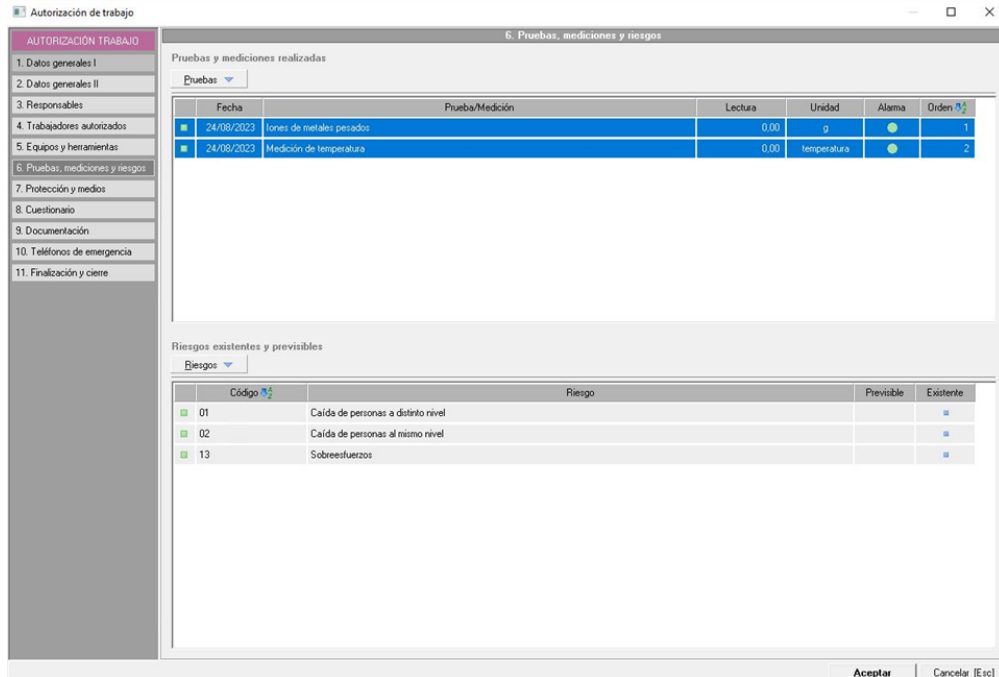 Autorización de trabajo
AUTORIZACIÓN TRABAJO
1. Datos generales I
2. Datos generales II
3. Responsables
4. Trabajadores autorizados
5. Equipos y herramientas
6. Pruebas, mediciones y riesgos
7. Protección y medios
8. Cuestionario
9. Documentación
10. Teléfonos de emergencia
11. Finalización y cierre
6. Pruebas, mediciones y riesgos
Pruebas y mediciones realizadas
Pruebas
Fecha Prueba/Medición Lectura Unidad Alarma Orden
24/08/2023 Iones de metales pesados 0,00 g 1
24/08/2023 Medición de temperatura 0,00 temperatura 2
Riesgos existentes y previsibles
Riesgos
Código Riesgo Previsible Existente
01 Caída de personas a distinto nivel
02 Caída de personas al mismo nivel
13 Sobreesfuerzos
Aceptar Cancelar [Esc]